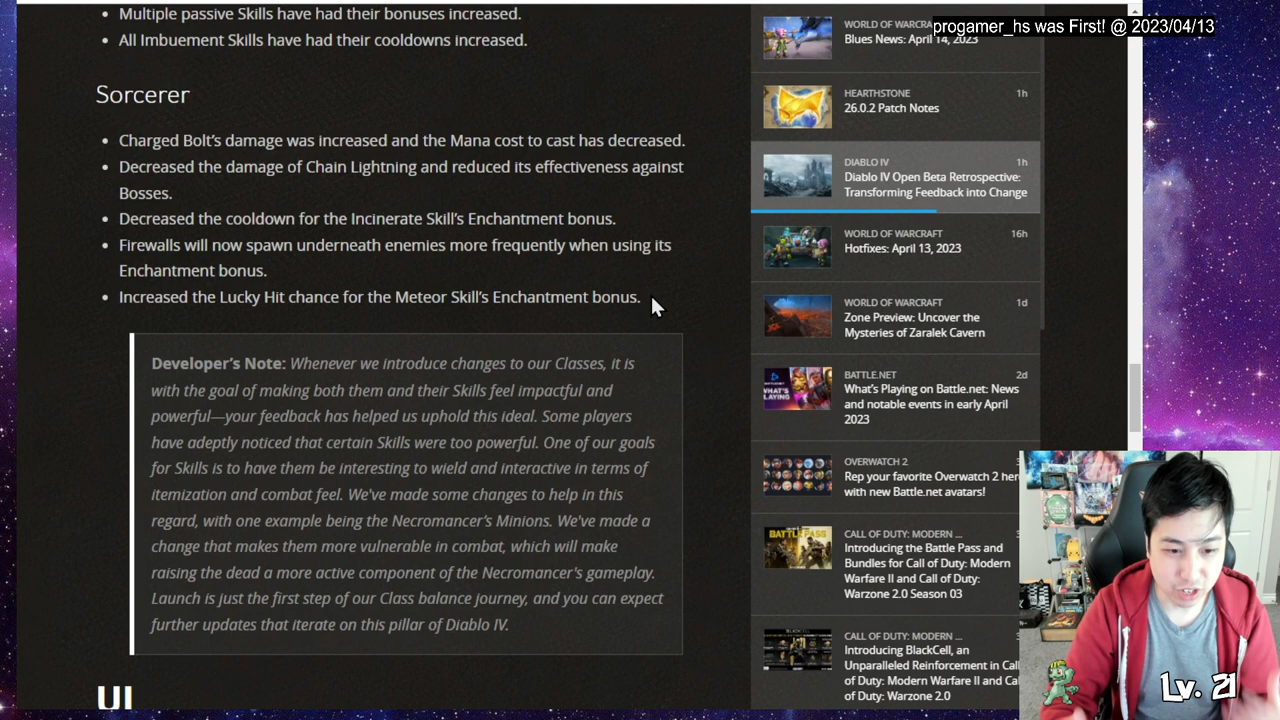 Multiple passive Skills have had their bonuses increased.
All Imbuement Skills have had their cooldowns increased.
Sorcerer
Charged Bolt's damage was increased and the Mana cost to cast has decreased.
Decreased the damage of Chain Lightning and reduced its effectiveness against
Bosses.
Decreased the cooldown for the Incinerate Skill's Enchantment bonus.
Firewalls will now spawn underneath enemies more frequently when using its
Enchantment bonus.
Increased the Lucky Hit chance for the Meteor Skill's Enchantment bonus.
Developer's Note: Whenever we introduce changes to our Classes, it is
with the goal of making both them and their Skills feel impactful and
powerful—your feedback has helped us uphold this ideal. Some players
have adeptly noticed that certain Skills were too powerful. One of our goals
for Skills is to have them be interesting to wield and interactive in terms of
itemization and combat feel. We've made some changes to help in this
regard, with one example being the Necromancer's Minions. We've made a
change that makes them more vulnerable in combat, which will make
raising the dead a more active component of the Necromancer's gameplay.
Launch is just the first step of our Class balance journey, and you can expect
further updates that iterate on this pillar of Diablo IV.
UI
progamer_hs was First! @ 2023/04/13
WORLD OF WARCRA
Blues News: April 14, 2023
HEARTHSTONE 1h
26.0.2 Patch Notes
DIABLO IV 1h
Diablo IV Open Beta Retrospective:
Transforming Feedback into Change
WORLD OF WARCRAFT 16h
Hotfixes: April 13, 2023
WORLD OF WARCRAFT 1d
Zone Preview: Uncover the
Mysteries of Zaralek Cavern
BATTLE.NET 2d
What's Playing on Battle.net: News
and notable events in early April
2023
WHAT'S
PLAYING
OVERWATCH 2
Rep your favorite Overwatch 2 her
with new Battle.net avatars!
CALL OF DUTY: MODERN ...
Introducing the Battle Pass and
Bundles for Call of Duty: Modern
Warfare II and Call of Duty:
Warzone 2.0 Season 03
BATTLE PASS
CALL OF DUTY: MODERN ...
Introducing BlackCell, an
Unparalleled Reinforcement in Call
of Duty: Modern Warfare II and Cal
of Duty: Warzone 2.0
BLACKCELL
Lv. 21